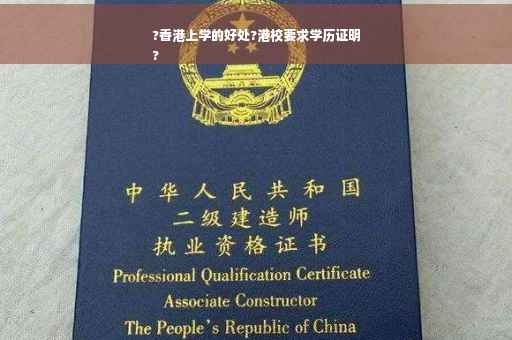 ?香港上学的好处?港校要求学历证明
?
中华人民共和国
二级建造师
执业资格证书
Professional Qualification Certificate
Associate Constructor
The People's Republic of China